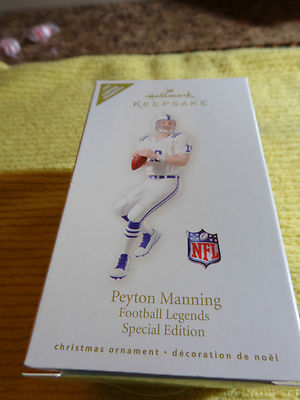 Hallmark
KEEPSAKE
NFL
Peyton Manning
Football Legends
Special Edition
christmas ornament • décoration de noël